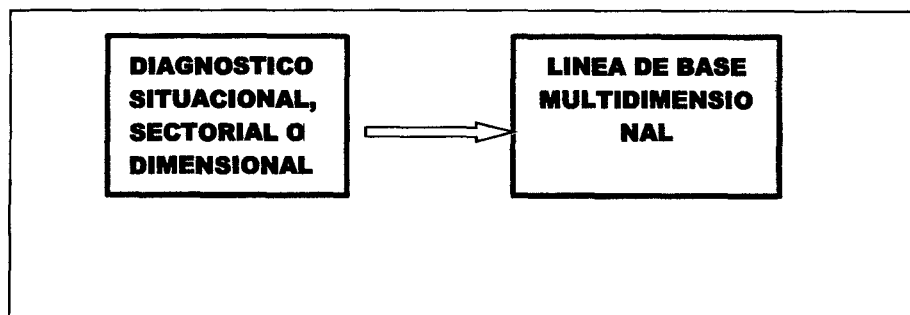 DIAGNOSTICO
SITUACIONAL,
SECTORIAL O
DIMENSIONAL
LINEA DE BASE
MULTIDIMENSIO
NAL